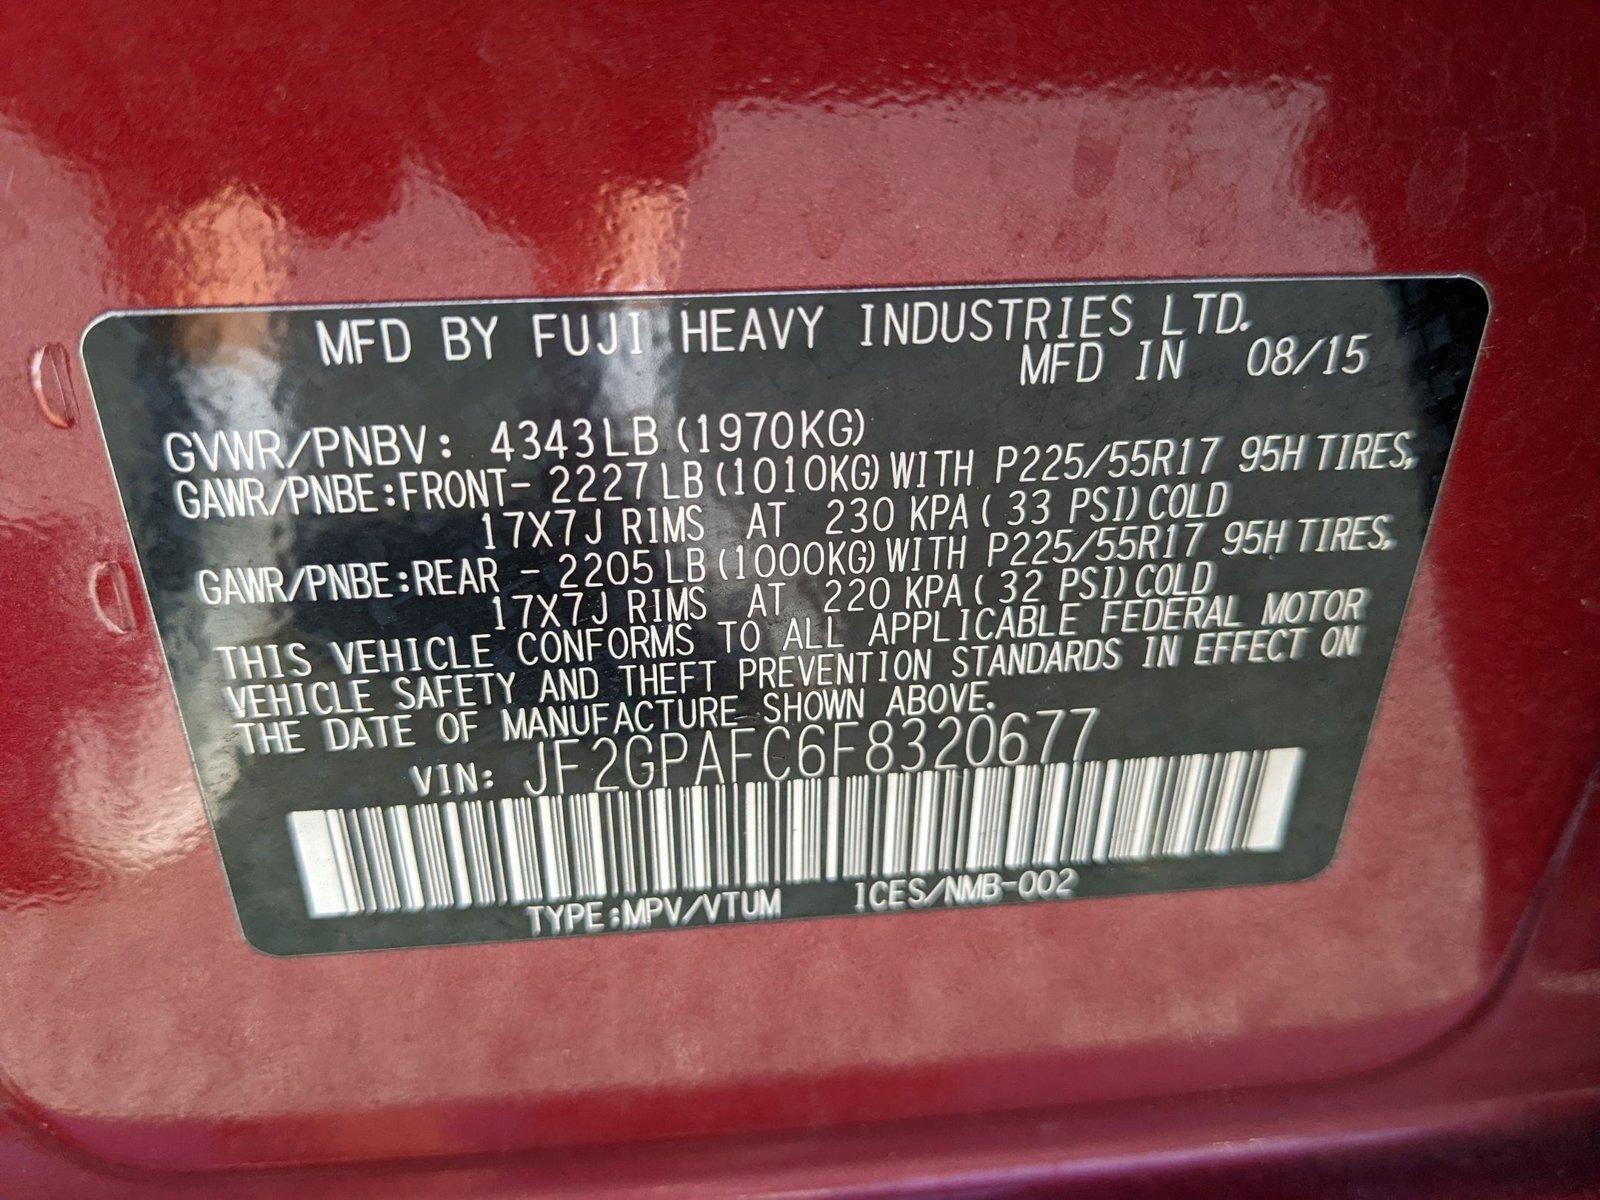 MFD BY FUJI HEAVY INDUSTRIES LTD.
MFD IN 08/15
GVWR/PNBV: 4343LB (1970KG)
GAWR/PNBE:FRONT- 2227LB (1010KG) WITH P225/55R17 95H TIRES,
17X7J RIMS AT 230 KPA ( 33 PSI) COLD
GAWR/PNBE:REAR - 2205LB (1000KG) WITH P225/55R17 95H TIRES,
17X7J RIMS AT 220 KPA ( 32 PSI) COLD
THIS VEHICLE CONFORMS TO ALL APPLICABLE FEDERAL MOTOR
VEHICLE SAFETY AND THEFT PREVENTION STANDARDS IN EFFECT ON
THE DATE OF MANUFACTURE SHOWN ABOVE.
VIN: JF2GPAFC6F8320677
TYPE:MPV/VTUM ICES/NMB-002